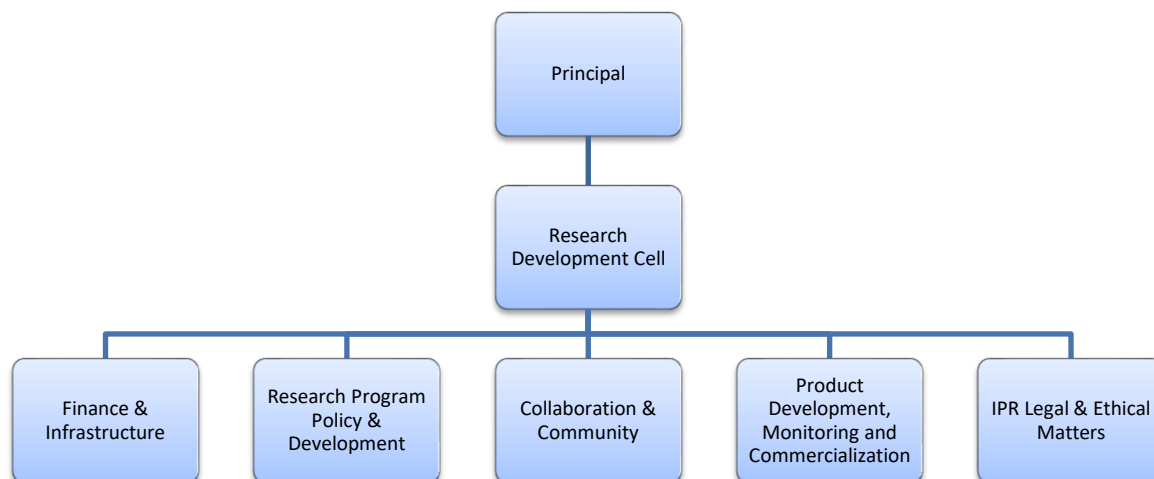 Principal
Research
Development Cell
Finance &
Infrastructure
Research Program
Policy &
Development
Collaboration &
Community
Product
Development,
Monitoring and
Commercialization
IPR Legal & Ethical
Matters